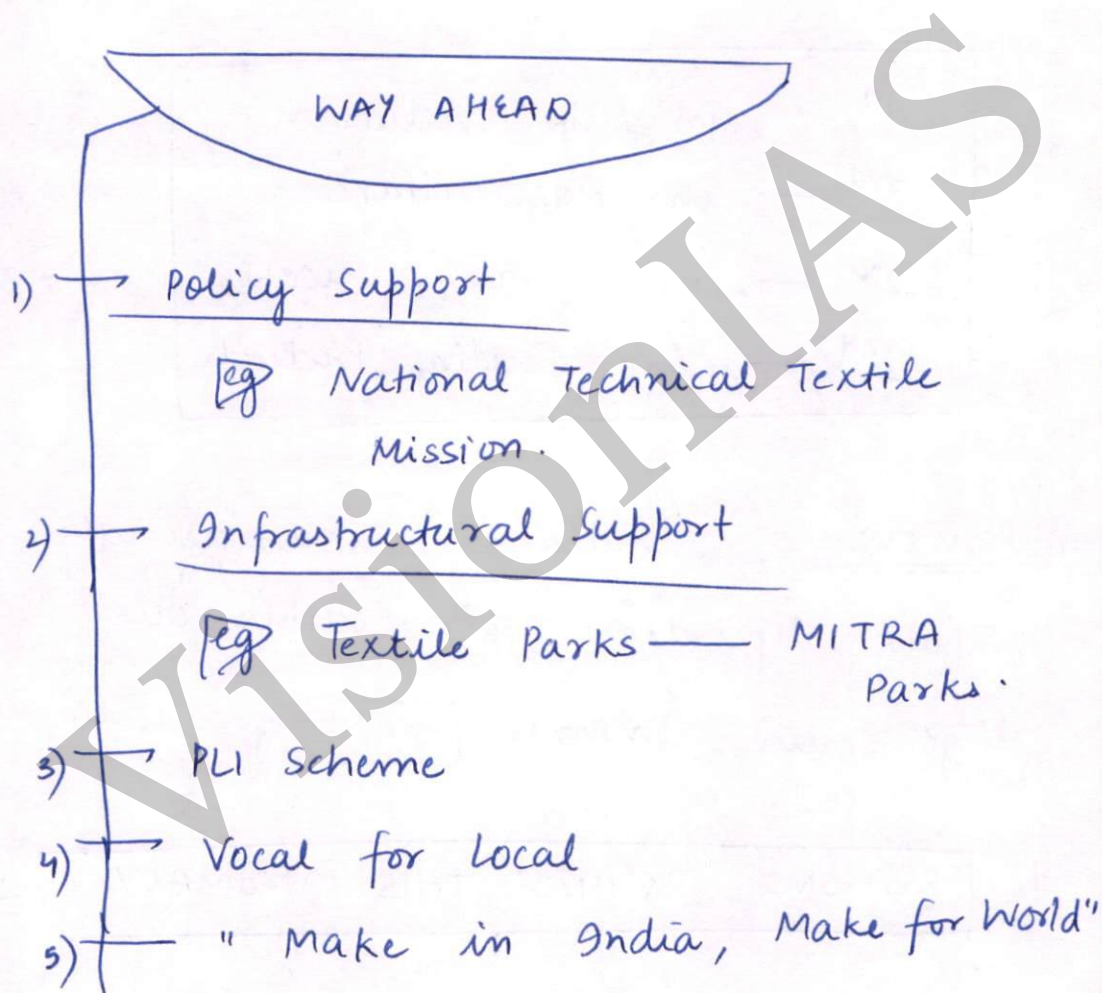 WAY AHEAD
1) Policy Support
eg National Technical Textile
Mission.
2) Infrastructural Support
eg Textile Parks — MITRA
Parks.
3) PLI Scheme
4) Vocal for Local
5) " Make in India, Make for World"
VisionIAS